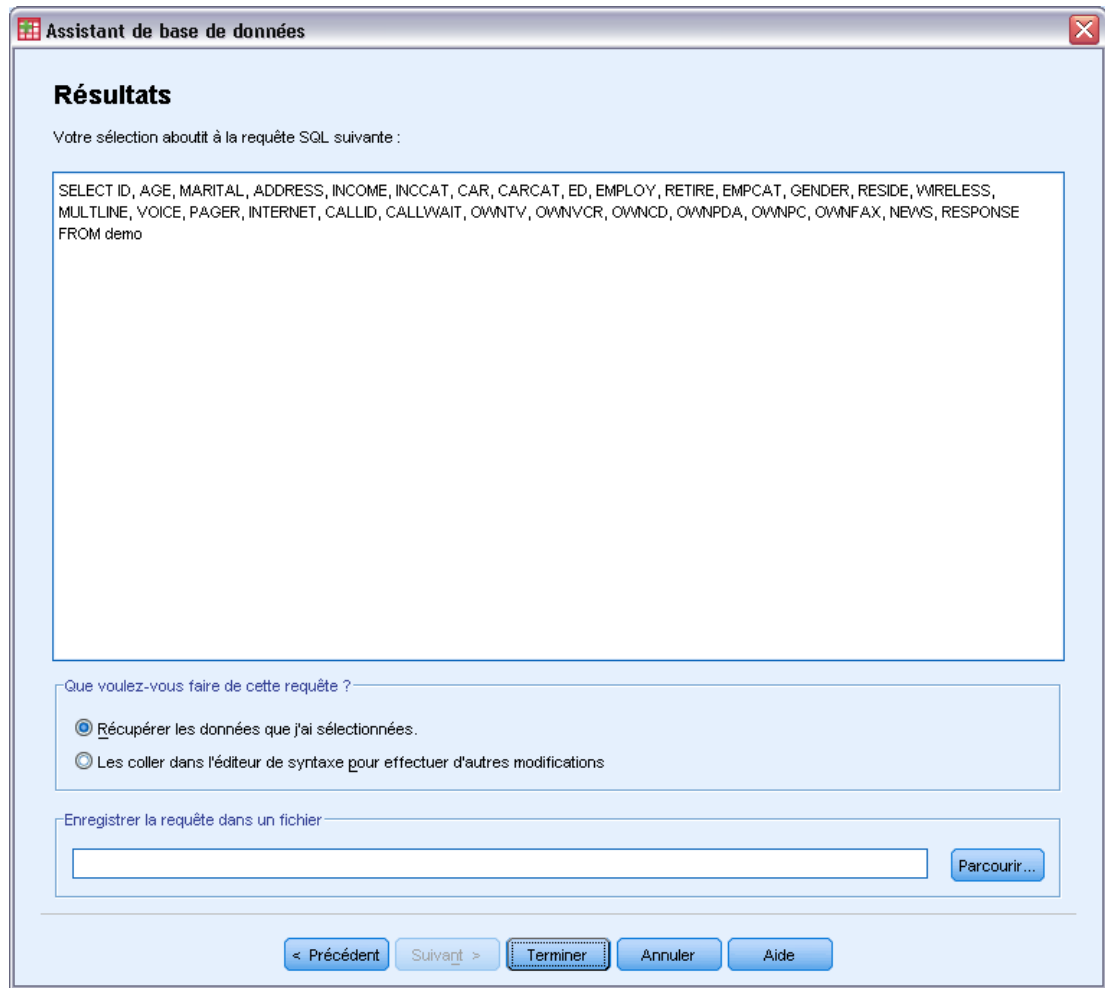 Assistant de base de données
Résultats
Votre sélection aboutit à la requête SQL suivante :
SELECT ID, AGE, MARITAL, ADDRESS, INCOME, INCCAT, CAR, CARCAT, ED, EMPLOY, RETIRE, EMPCAT, GENDER, RESIDE, WIRELESS,
MULTLINE, VOICE, PAGER, INTERNET, CALLID, CALLWAIT, OWNTV, OWNVCR, OWNCD, OWNPDA, OWNPC, OWNFAX, NEWS, RESPONSE
FROM demo
Que voulez-vous faire de cette requête ?
Récupérer les données que j'ai sélectionnées.
Les coller dans l'éditeur de syntaxe pour effectuer d'autres modifications
Enregistrer la requête dans un fichier
Parcourir...
< Précédent Suivant > Terminer Annuler Aide